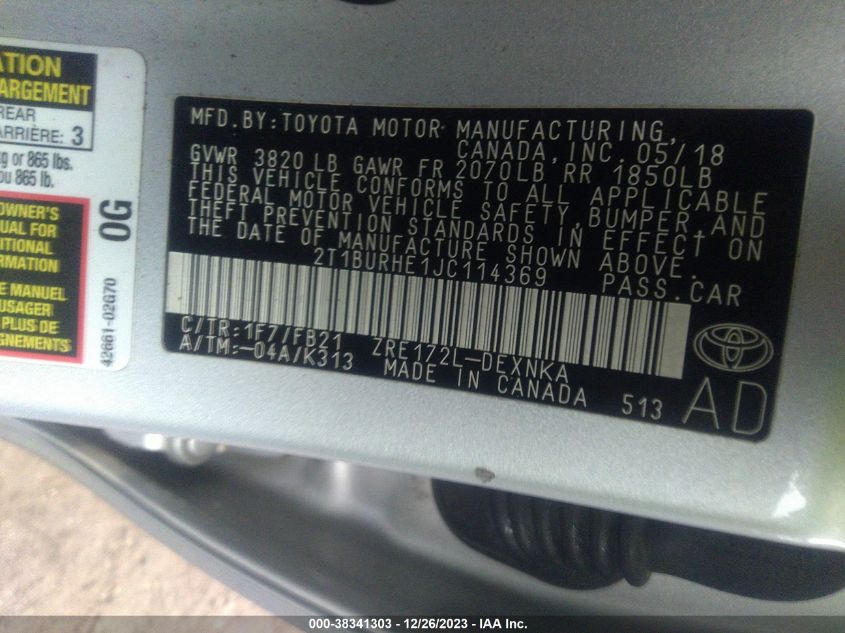 ATION
ARGEMENT
REAR
ARRIÈRE: 3
g or 865 lbs.
ou 865 lb.
OWNER'S
UAL FOR
ITIONAL
RMATION
E MANUEL
USAGER
PLUS DE
GNEMENTS
0G
42661-02G70
MFD.BY:TOYOTA MOTOR MANUFACTURING,
CANADA, INC. 05/18
GVWR 3820 LB GAWR FR 2070LB RR 1850LB
THIS VEHICLE CONFORMS TO ALL APPLICABLE
FEDERAL MOTOR VEHICLE SAFETY, BUMPER, AND
THEFT PREVENTION STANDARDS IN EFFECT ON
THE DATE OF MANUFACTURE SHOWN ABOVE.
2T1BURHE1JC114369 PASS.CAR
C/TR:1F7/FB21 ZRE172L-DEXNKA
A/TM:-04A/K313 MADE IN CANADA 513
TOYOTA
AD
000-38341303 - 12/26/2023 - IAA Inc.